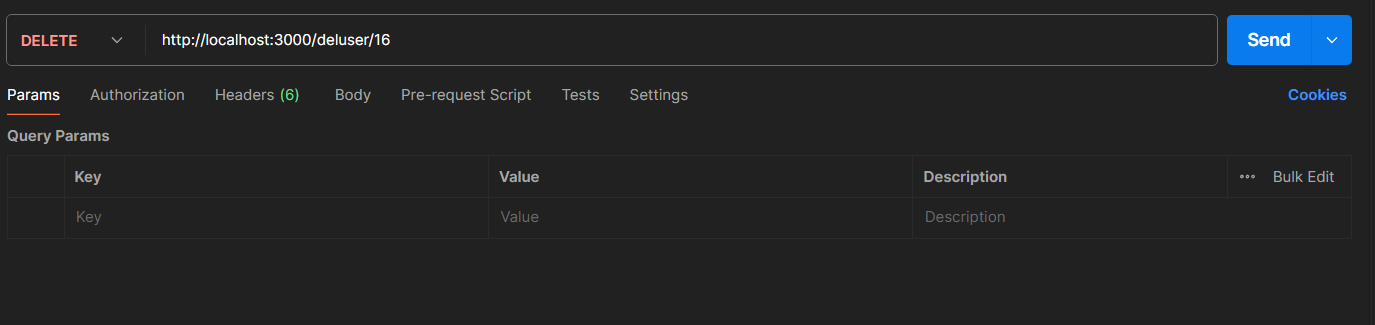 DELETE http://localhost:3000/deluser/16 Send
Params Authorization Headers (6) Body Pre-request Script Tests Settings Cookies
Query Params
Key Value Description Bulk Edit
Key Value Description